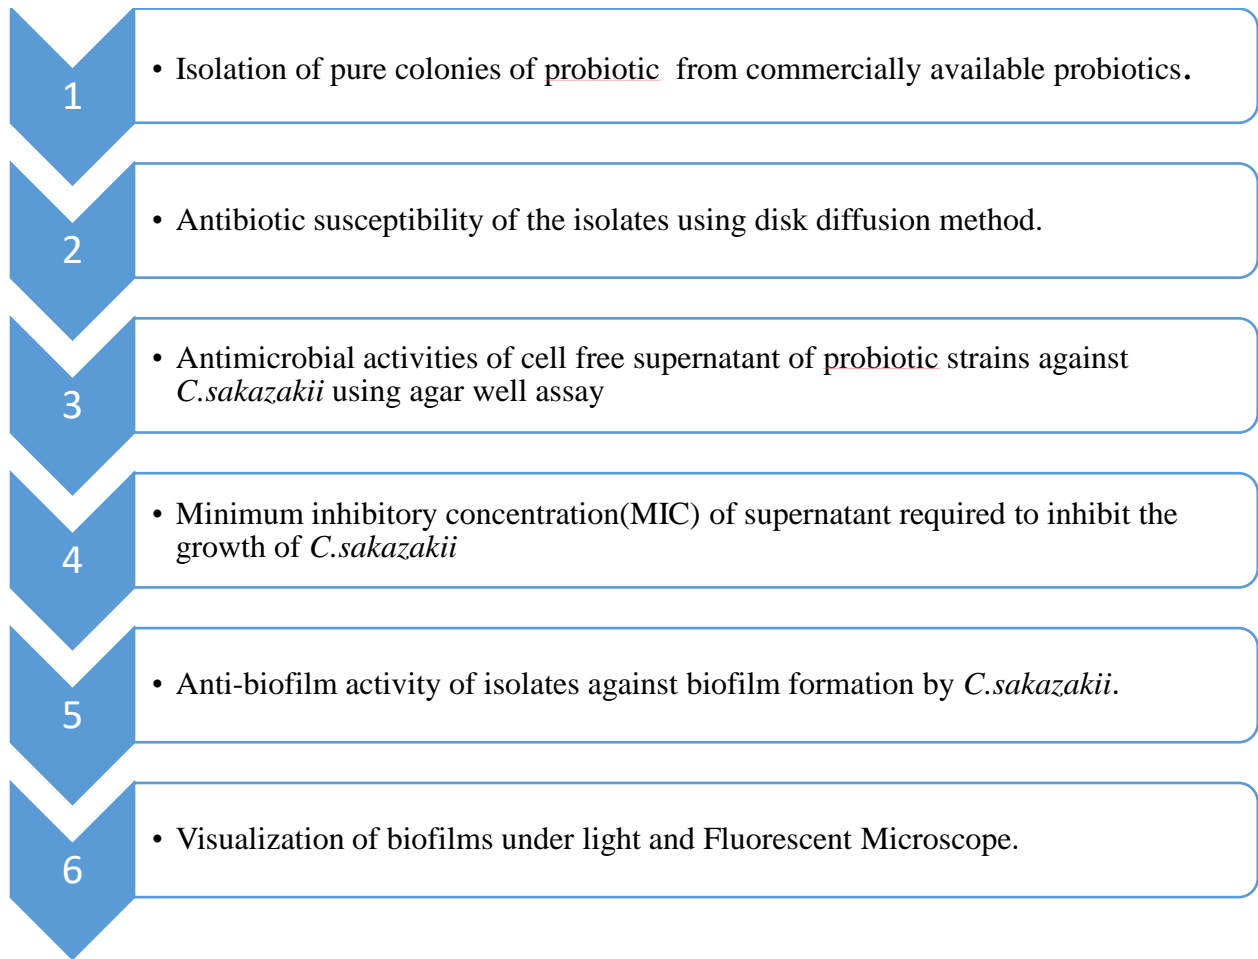 1
• Isolation of pure colonies of probiotic  from commercially available probiotics.
2
• Antibiotic susceptibility of the isolates using disk diffusion method.
3
• Antimicrobial activities of cell free supernatant of probiotic strains against
C.sakazakii using agar well assay
4
• Minimum inhibitory concentration(MIC) of supernatant required to inhibit the
growth of C.sakazakii
5
• Anti-biofilm activity of isolates against biofilm formation by C.sakazakii.
6
• Visualization of biofilms under light and Fluorescent Microscope.